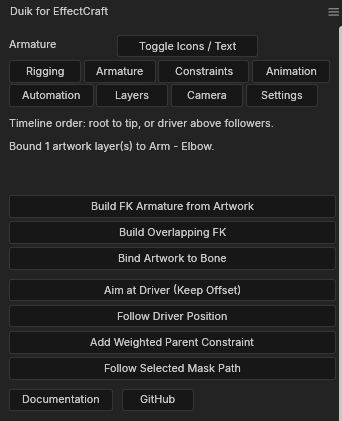 Duik for EffectCraft
Armature
Toggle Icons / Text
Rigging Armature Constraints Animation
Automation Layers Camera Settings
Timeline order: root to tip, or driver above followers.
Bound 1 artwork layer(s) to Arm - Elbow.
Build FK Armature from Artwork
Build Overlapping FK
Bind Artwork to Bone
Aim at Driver (Keep Offset)
Follow Driver Position
Add Weighted Parent Constraint
Follow Selected Mask Path
Documentation GitHub